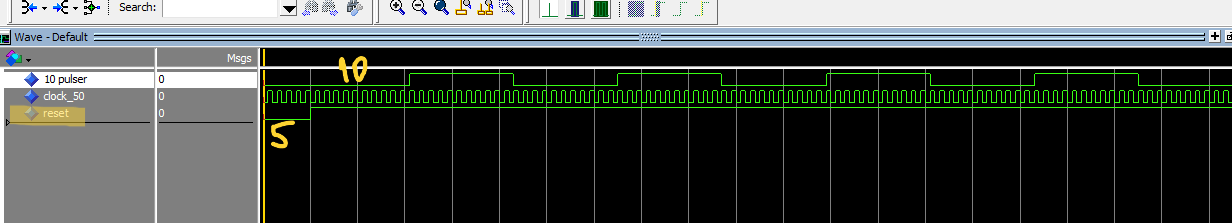 Search:
Wave - Default
Msgs
10 pulser 0
clock_50 0
reset 0
10
5